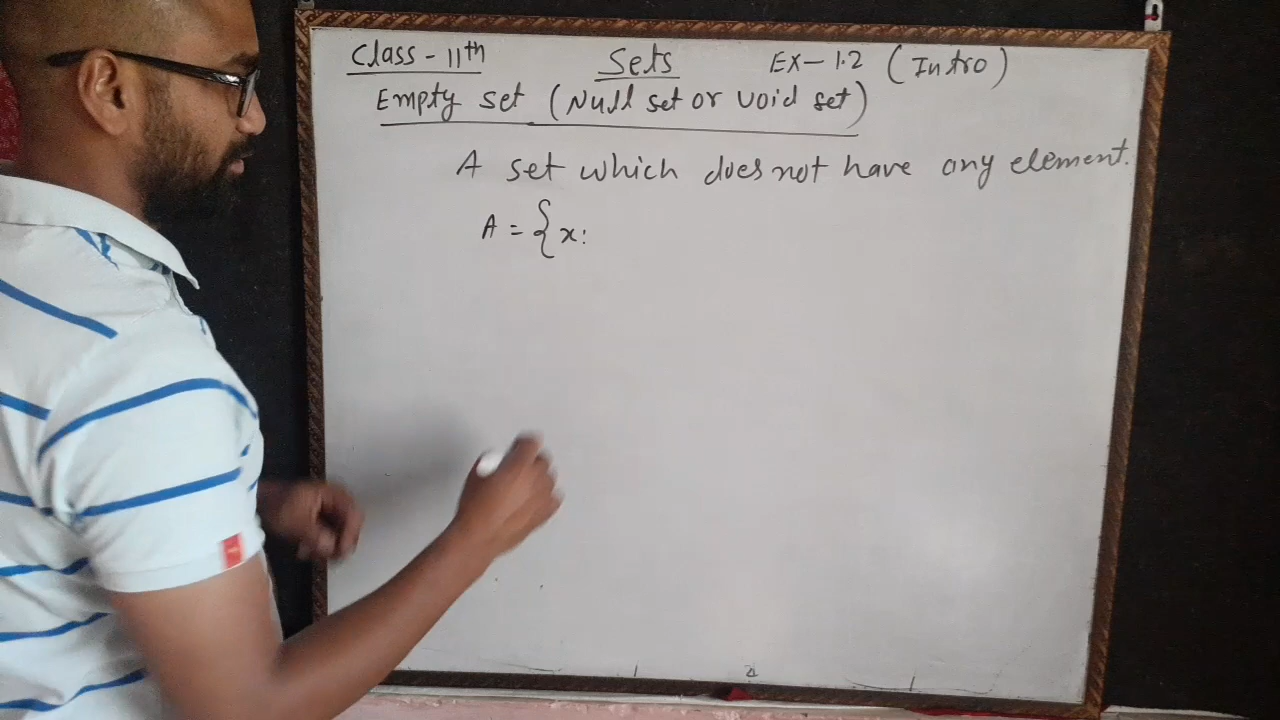 Class - 11th Sets EX - 1.2 (Intro)
Empty set (Null set or void set)
A set which does not have any element.
A = {x: